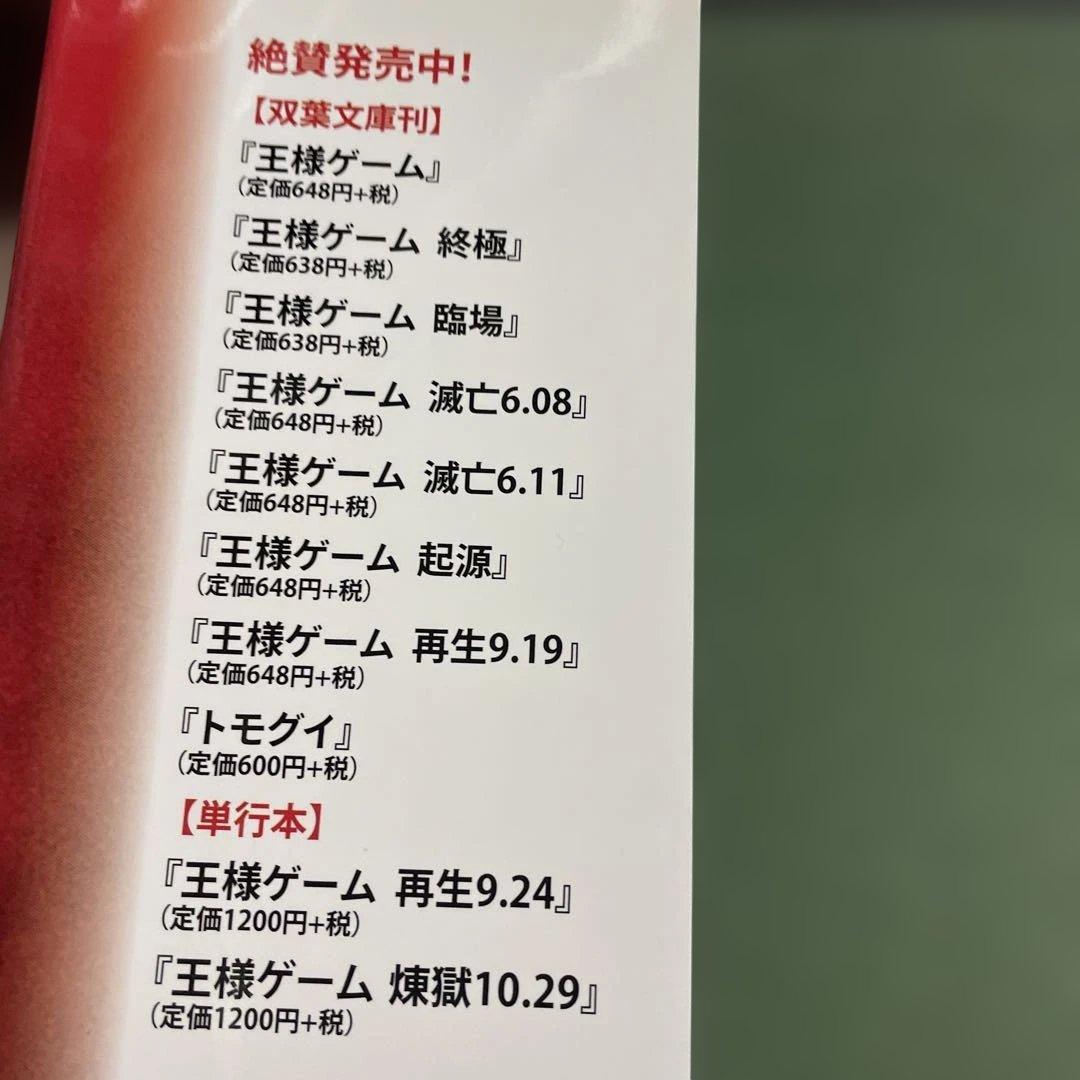 絶賛発売中!
【双葉文庫刊】
『王様ゲーム』
(定価648円+税)
『王様ゲーム 終極』
(定価638円+税)
『王様ゲーム 臨場』
(定価638円+税)
『王様ゲーム 滅亡6.08』
(定価648円+税)
『王様ゲーム 滅亡6.11』
(定価648円+税)
『王様ゲーム 起源』
(定価648円+税)
『王様ゲーム 再生9.19』
(定価648円+税)
『トモグイ』
(定価600円+税)
【単行本】
『王様ゲーム 再生9.24』
(定価1200円+税)
『王様ゲーム 煉獄10.29』
(定価1200円+税)